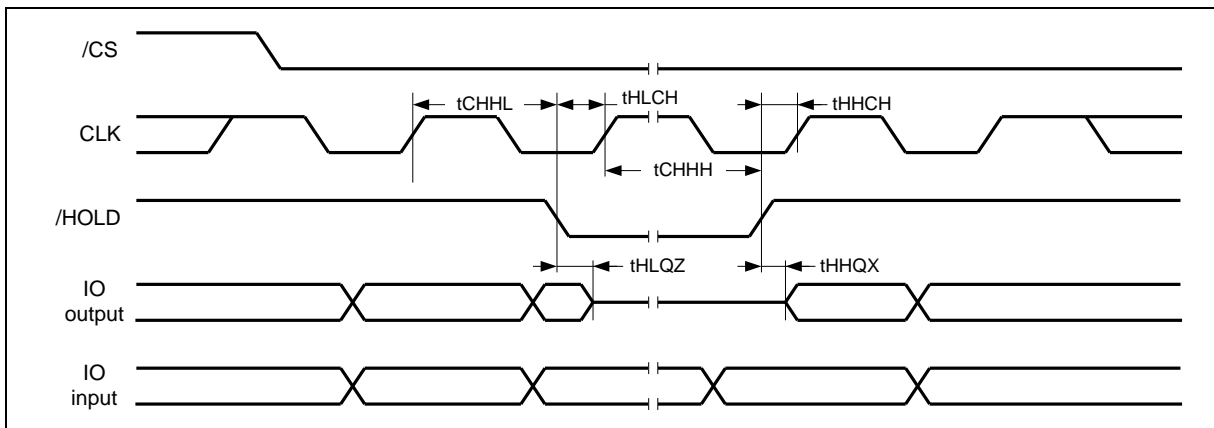 /CS
tCHHL
tHLCH
tHHCH
CLK
tCHHH
/HOLD
tHLQZ
tHHQX
IO
output
IO
input